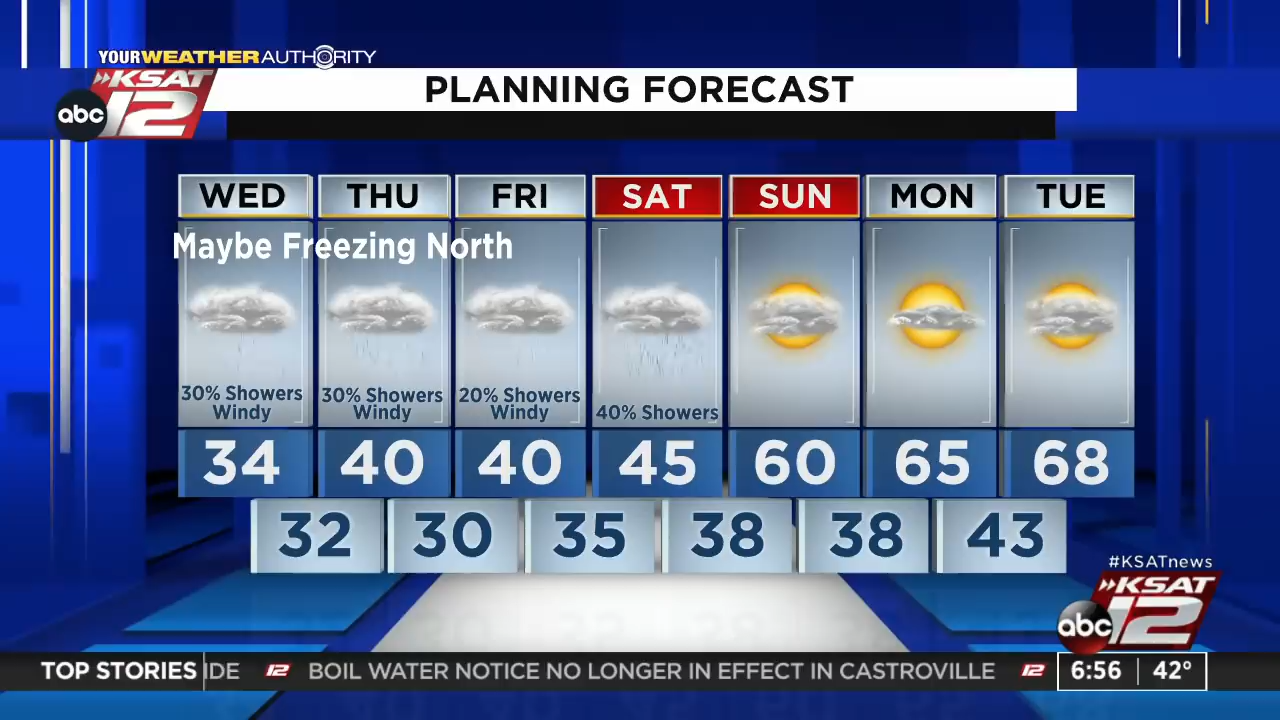 YOURWEATHERAUTHORITY
KSAT
abc 12
PLANNING FORECAST
WED THU FRI SAT SUN MON TUE
Maybe Freezing North
30% Showers 30% Showers 20% Showers
Windy Windy Windy 40% Showers
34 40 40 45 60 65 68
32 30 35 38 38 43
#KSATnews
KSAT
abc 12
TOP STORIES IDE 12 BOIL WATER NOTICE NO LONGER IN EFFECT IN CASTROVILLE 12 6:56 42°